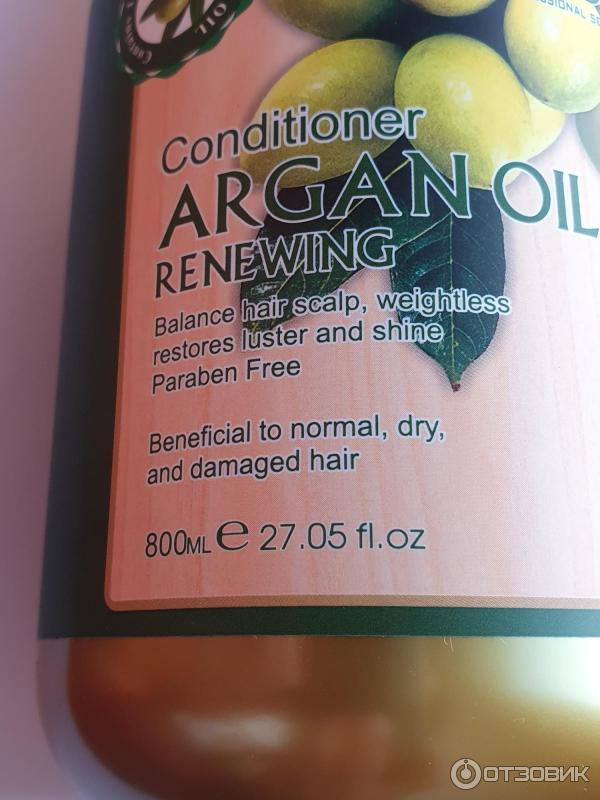 OIL
Conditioner
ARGAN OIL
RENEWING
Balance hair scalp, weightless
restores luster and shine
Paraben Free
Beneficial to normal, dry,
and damaged hair
800ML e 27.05 fl.oz
ОТЗОВИК